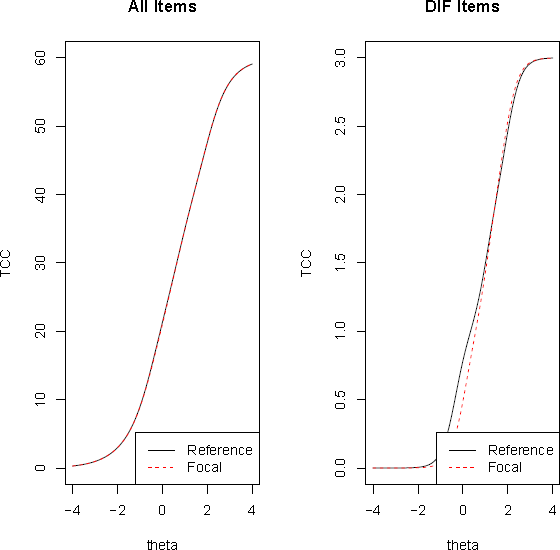 All Items
TCC
60
50
40
30
20
10
0
Reference
Focal
−4 −2 0 2 4
theta
DIF Items
TCC
3.0
2.5
2.0
1.5
1.0
0.5
0.0
Reference
Focal
−4 −2 0 2 4
theta